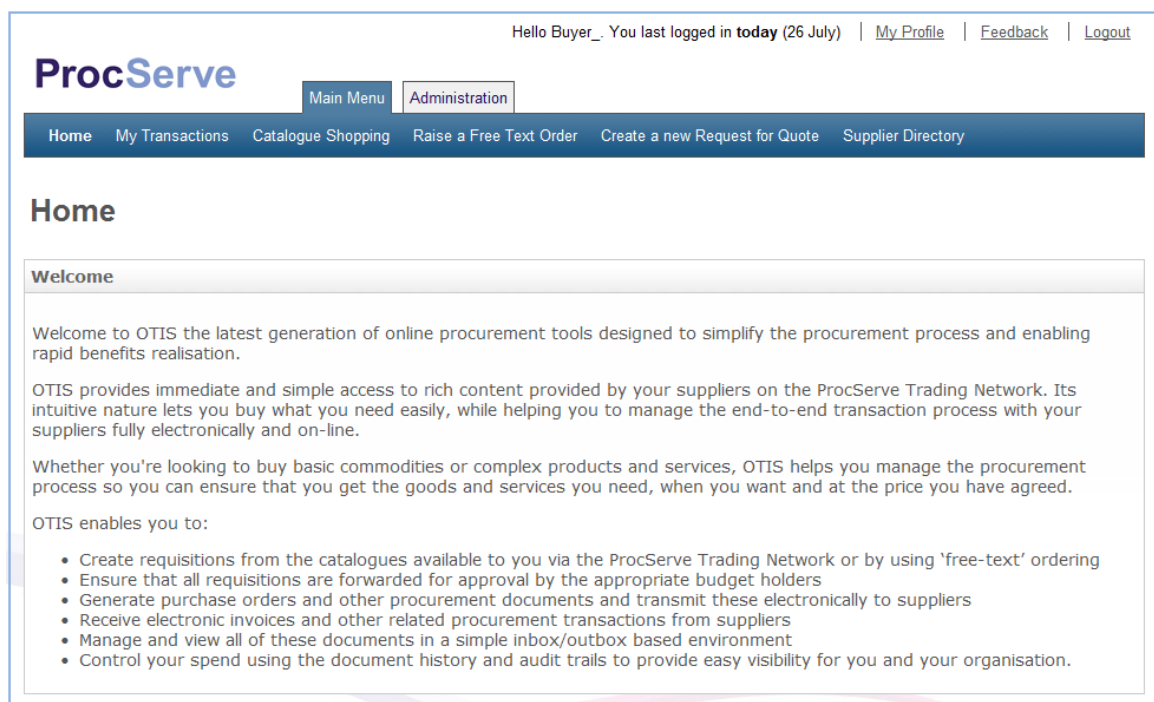 Hello Buyer_. You last logged in today (26 July) | My Profile | Feedback | Logout
ProcServe
Main Menu Administration
Home My Transactions Catalogue Shopping Raise a Free Text Order Create a new Request for Quote Supplier Directory
Home
Welcome
Welcome to OTIS the latest generation of online procurement tools designed to simplify the procurement process and enabling
rapid benefits realisation.
OTIS provides immediate and simple access to rich content provided by your suppliers on the ProcServe Trading Network. Its
intuitive nature lets you buy what you need easily, while helping you to manage the end-to-end transaction process with your
suppliers fully electronically and on-line.
Whether you're looking to buy basic commodities or complex products and services, OTIS helps you manage the procurement
process so you can ensure that you get the goods and services you need, when you want and at the price you have agreed.
OTIS enables you to:
• Create requisitions from the catalogues available to you via the ProcServe Trading Network or by using ‘free-text’ ordering
• Ensure that all requisitions are forwarded for approval by the appropriate budget holders
• Generate purchase orders and other procurement documents and transmit these electronically to suppliers
• Receive electronic invoices and other related procurement transactions from suppliers
• Manage and view all of these documents in a simple inbox/outbox based environment
• Control your spend using the document history and audit trails to provide easy visibility for you and your organisation.